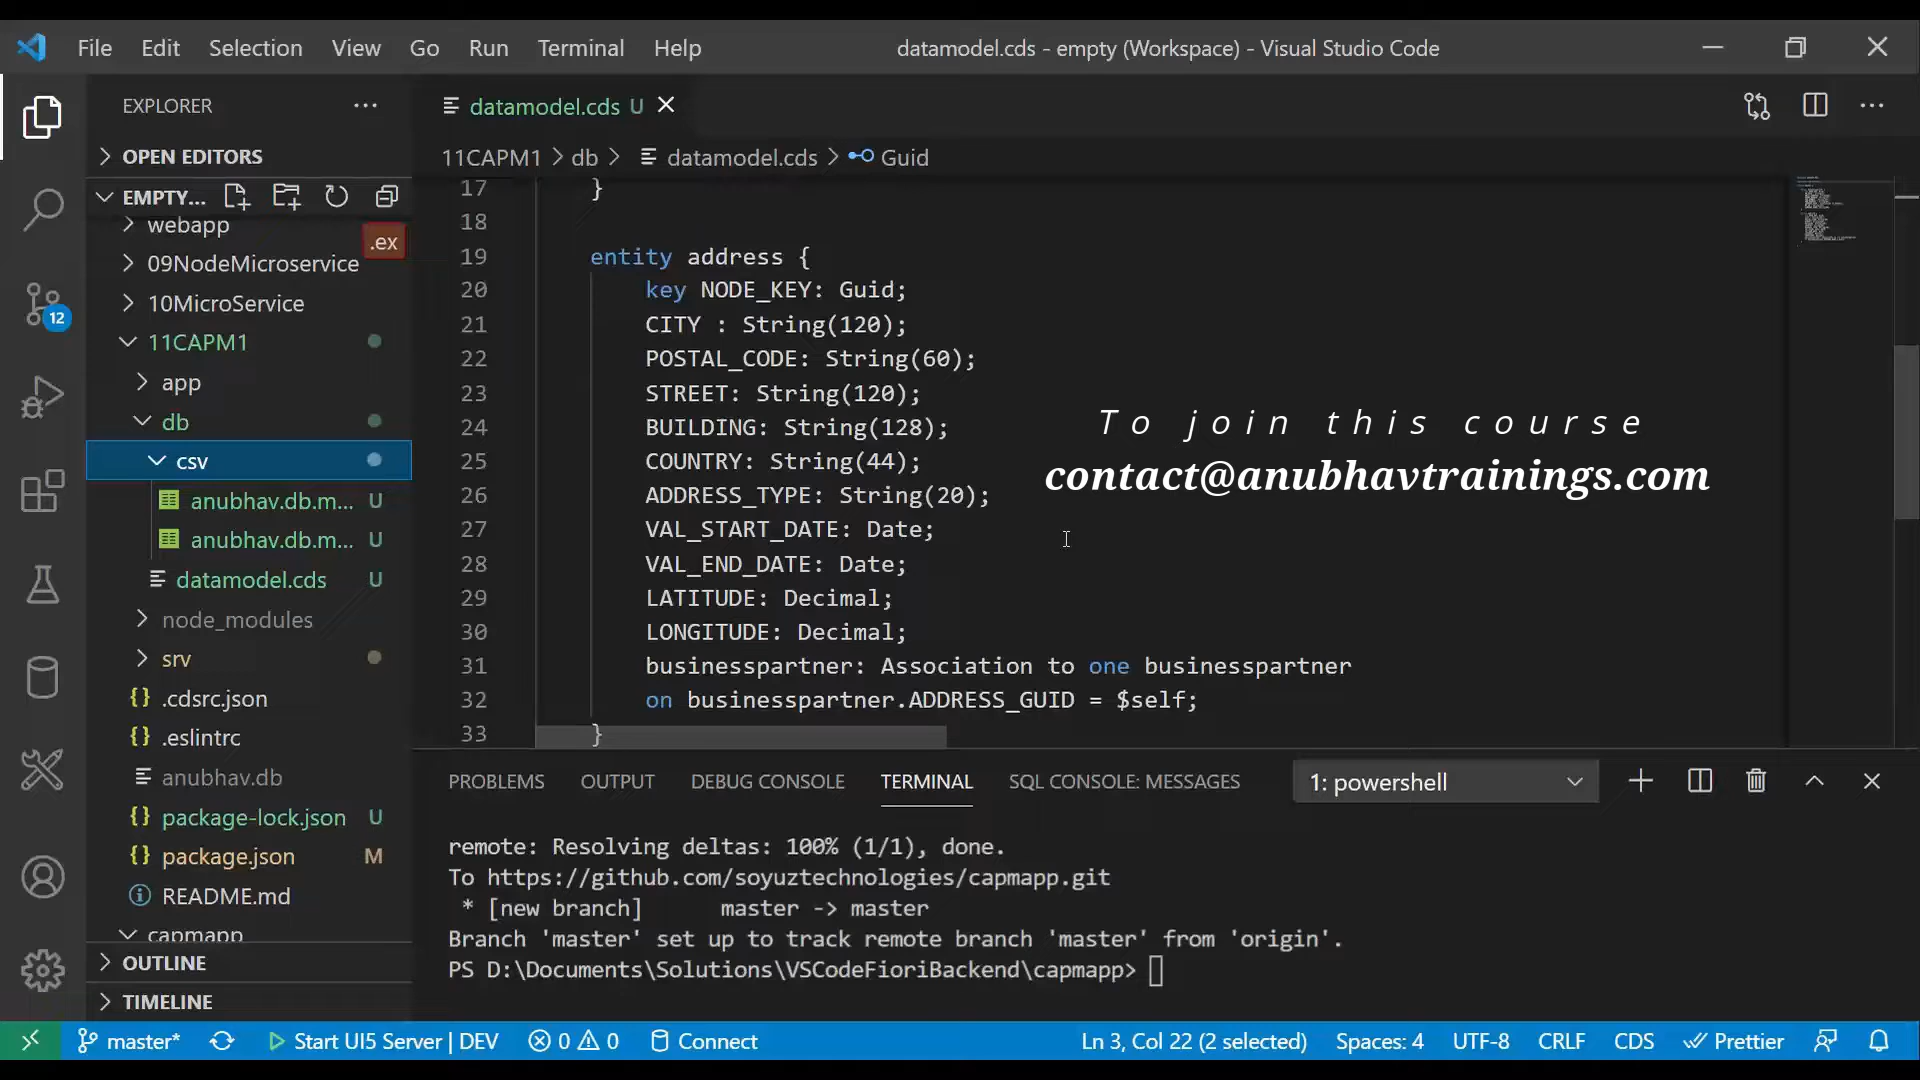 File Edit Selection View Go Run Terminal Help
datamodel.cds - empty (Workspace) - Visual Studio Code
EXPLORER
OPEN EDITORS
EMPTY...
webapp
.ex
09NodeMicroservice
10MicroService
11CAPM1
app
db
csv
anubhav.db.m... U
anubhav.db.m... U
datamodel.cds U
node_modules
srv
.cdsrc.json
.eslintrc
anubhav.db
package-lock.json U
package.json M
README.md
capmapp
OUTLINE
TIMELINE
12
datamodel.cds U
11CAPM1 > db > datamodel.cds > Guid
17 }
18
19 entity address {
20 key NODE_KEY: Guid;
21 CITY : String(120);
22 POSTAL_CODE: String(60);
23 STREET: String(120);
24 BUILDING: String(128);
25 COUNTRY: String(44);
26 ADDRESS_TYPE: String(20);
27 VAL_START_DATE: Date;
28 VAL_END_DATE: Date;
29 LATITUDE: Decimal;
30 LONGITUDE: Decimal;
31 businesspartner: Association to one businesspartner
32 on businesspartner.ADDRESS_GUID = $self;
33 }
To join this course
contact@anubhavtrainings.com
PROBLEMS OUTPUT DEBUG CONSOLE TERMINAL SQL CONSOLE: MESSAGES 1: powershell
remote: Resolving deltas: 100% (1/1), done.
To https://github.com/soyuztechnologies/capmapp.git
* [new branch] master -> master
Branch 'master' set up to track remote branch 'master' from 'origin'.
PS D:\Documents\Solutions\VSCodeFioriBackend\capmapp>
master* Start UI5 Server | DEV 0 0 Connect Ln 3, Col 22 (2 selected) Spaces: 4 UTF-8 CRLF CDS Prettier